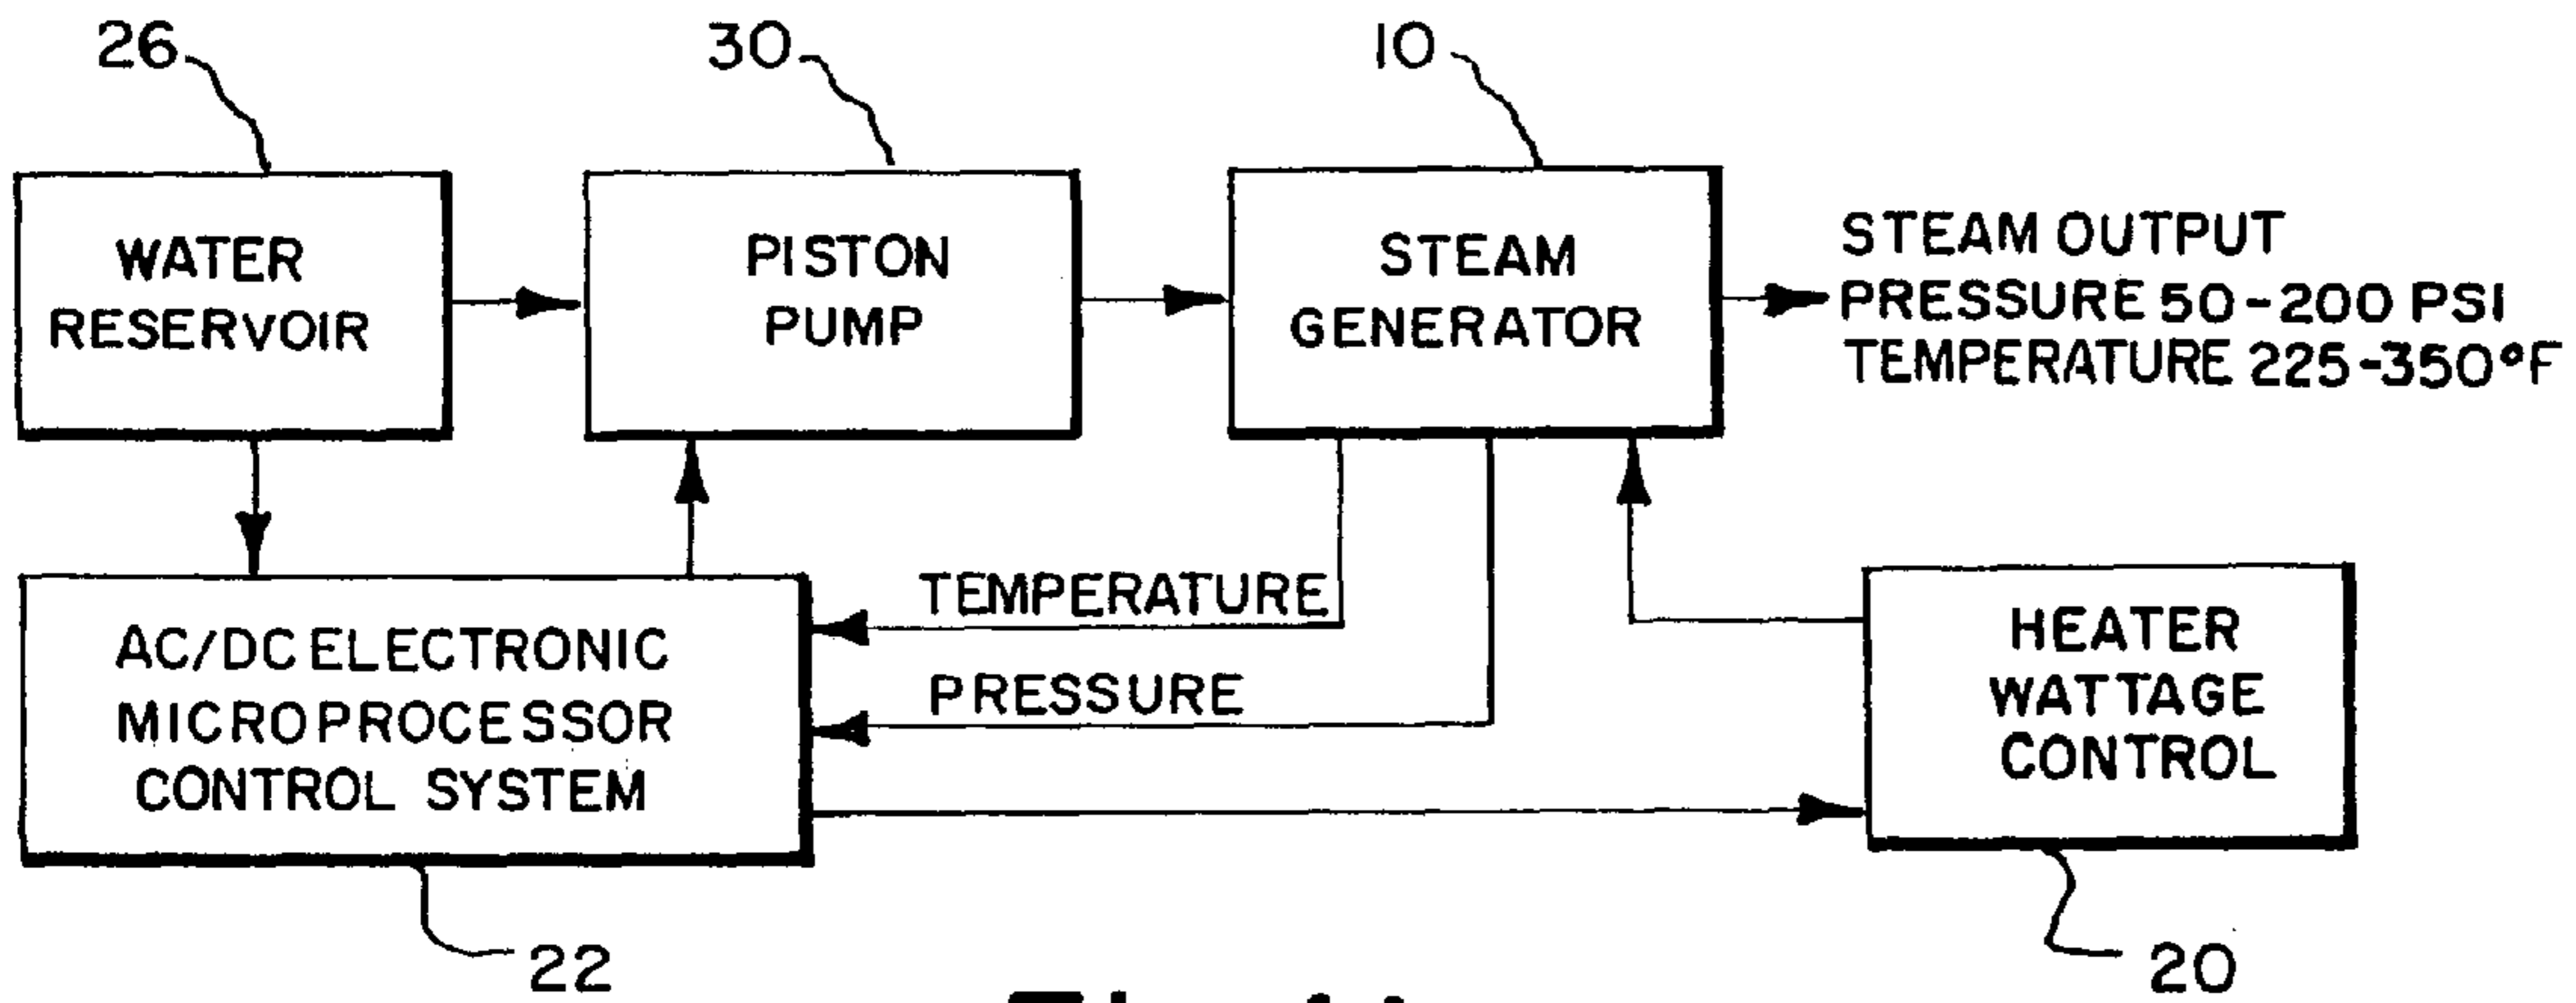 26
30
10
WATER
RESERVOIR
PISTON
PUMP
STEAM
GENERATOR
STEAM OUTPUT
PRESSURE 50-200 PSI
TEMPERATURE 225-350°F
AC/DC ELECTRONIC
MICROPROCESSOR
CONTROL SYSTEM
TEMPERATURE
PRESSURE
HEATER
WATTAGE
CONTROL
22
20